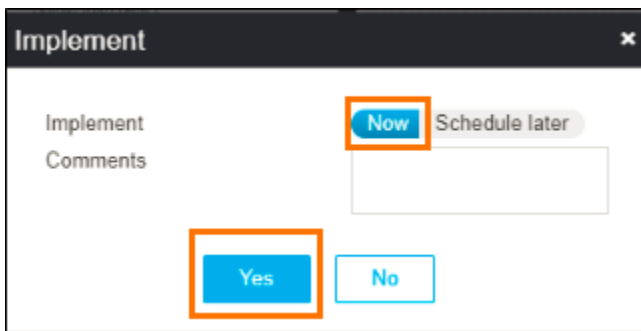 Implement
Implement Now Schedule later
Comments
Yes No